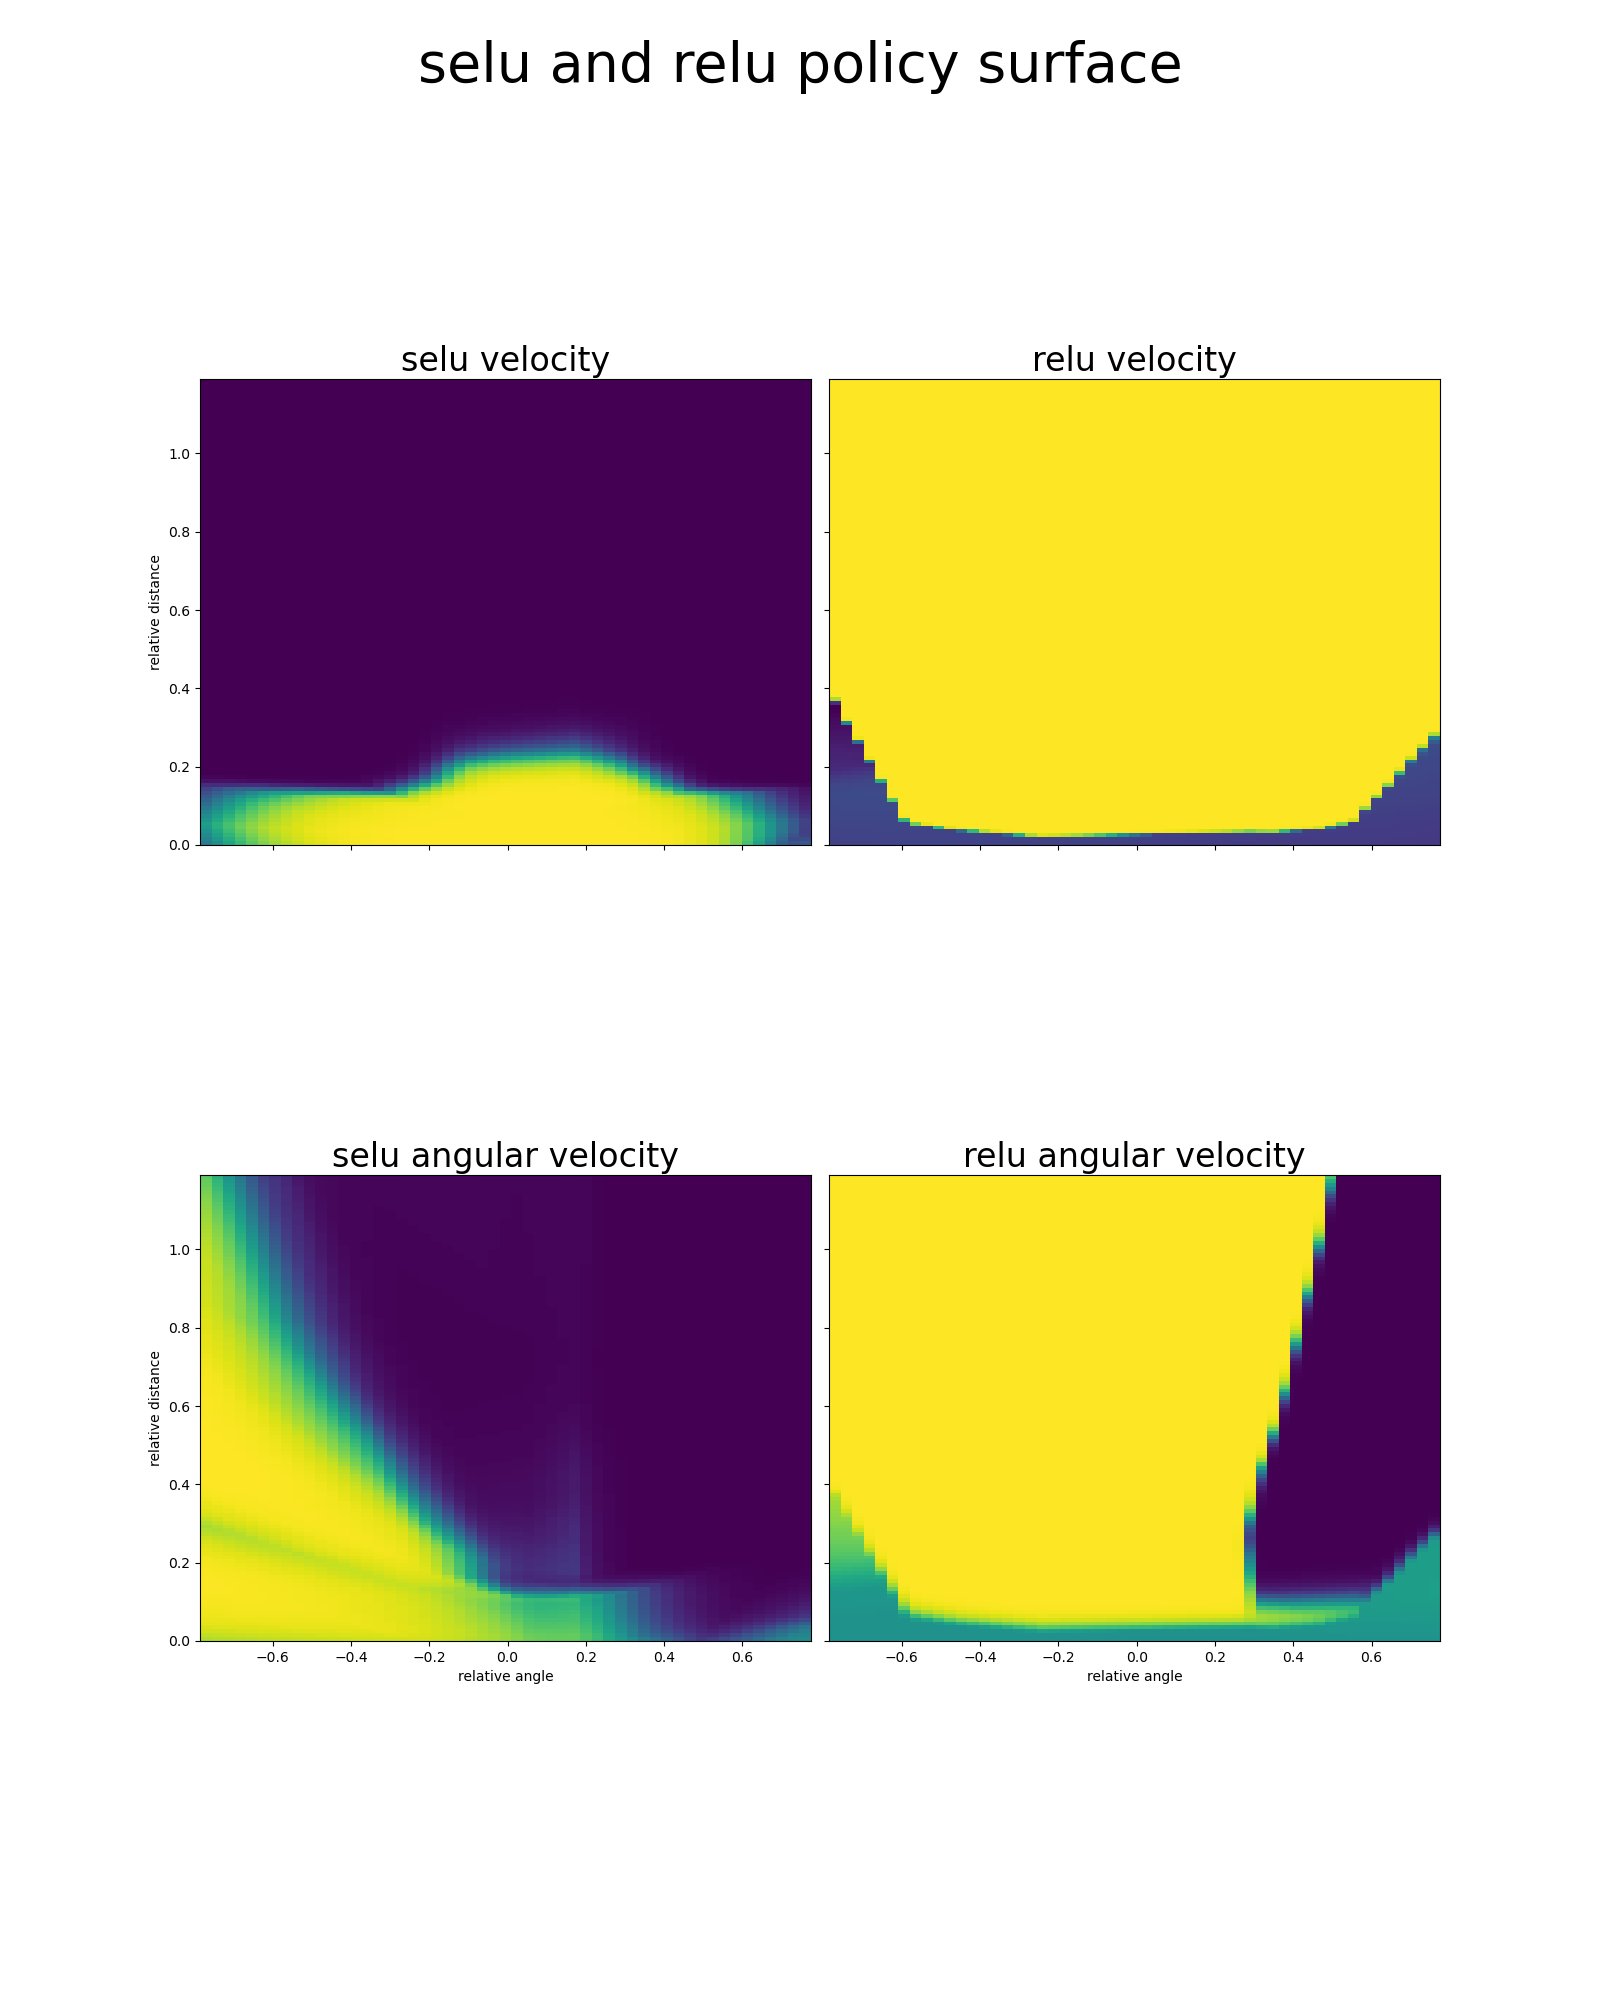 selu and relu policy surface
selu velocity
relu velocity
1.0
0.8
0.6
0.4
0.2
0.0
relative distance
selu angular velocity
relu angular velocity
1.0
0.8
0.6
0.4
0.2
0.0
relative distance
−0.6 −0.4 −0.2 0.0 0.2 0.4 0.6
relative angle
−0.6 −0.4 −0.2 0.0 0.2 0.4 0.6
relative angle